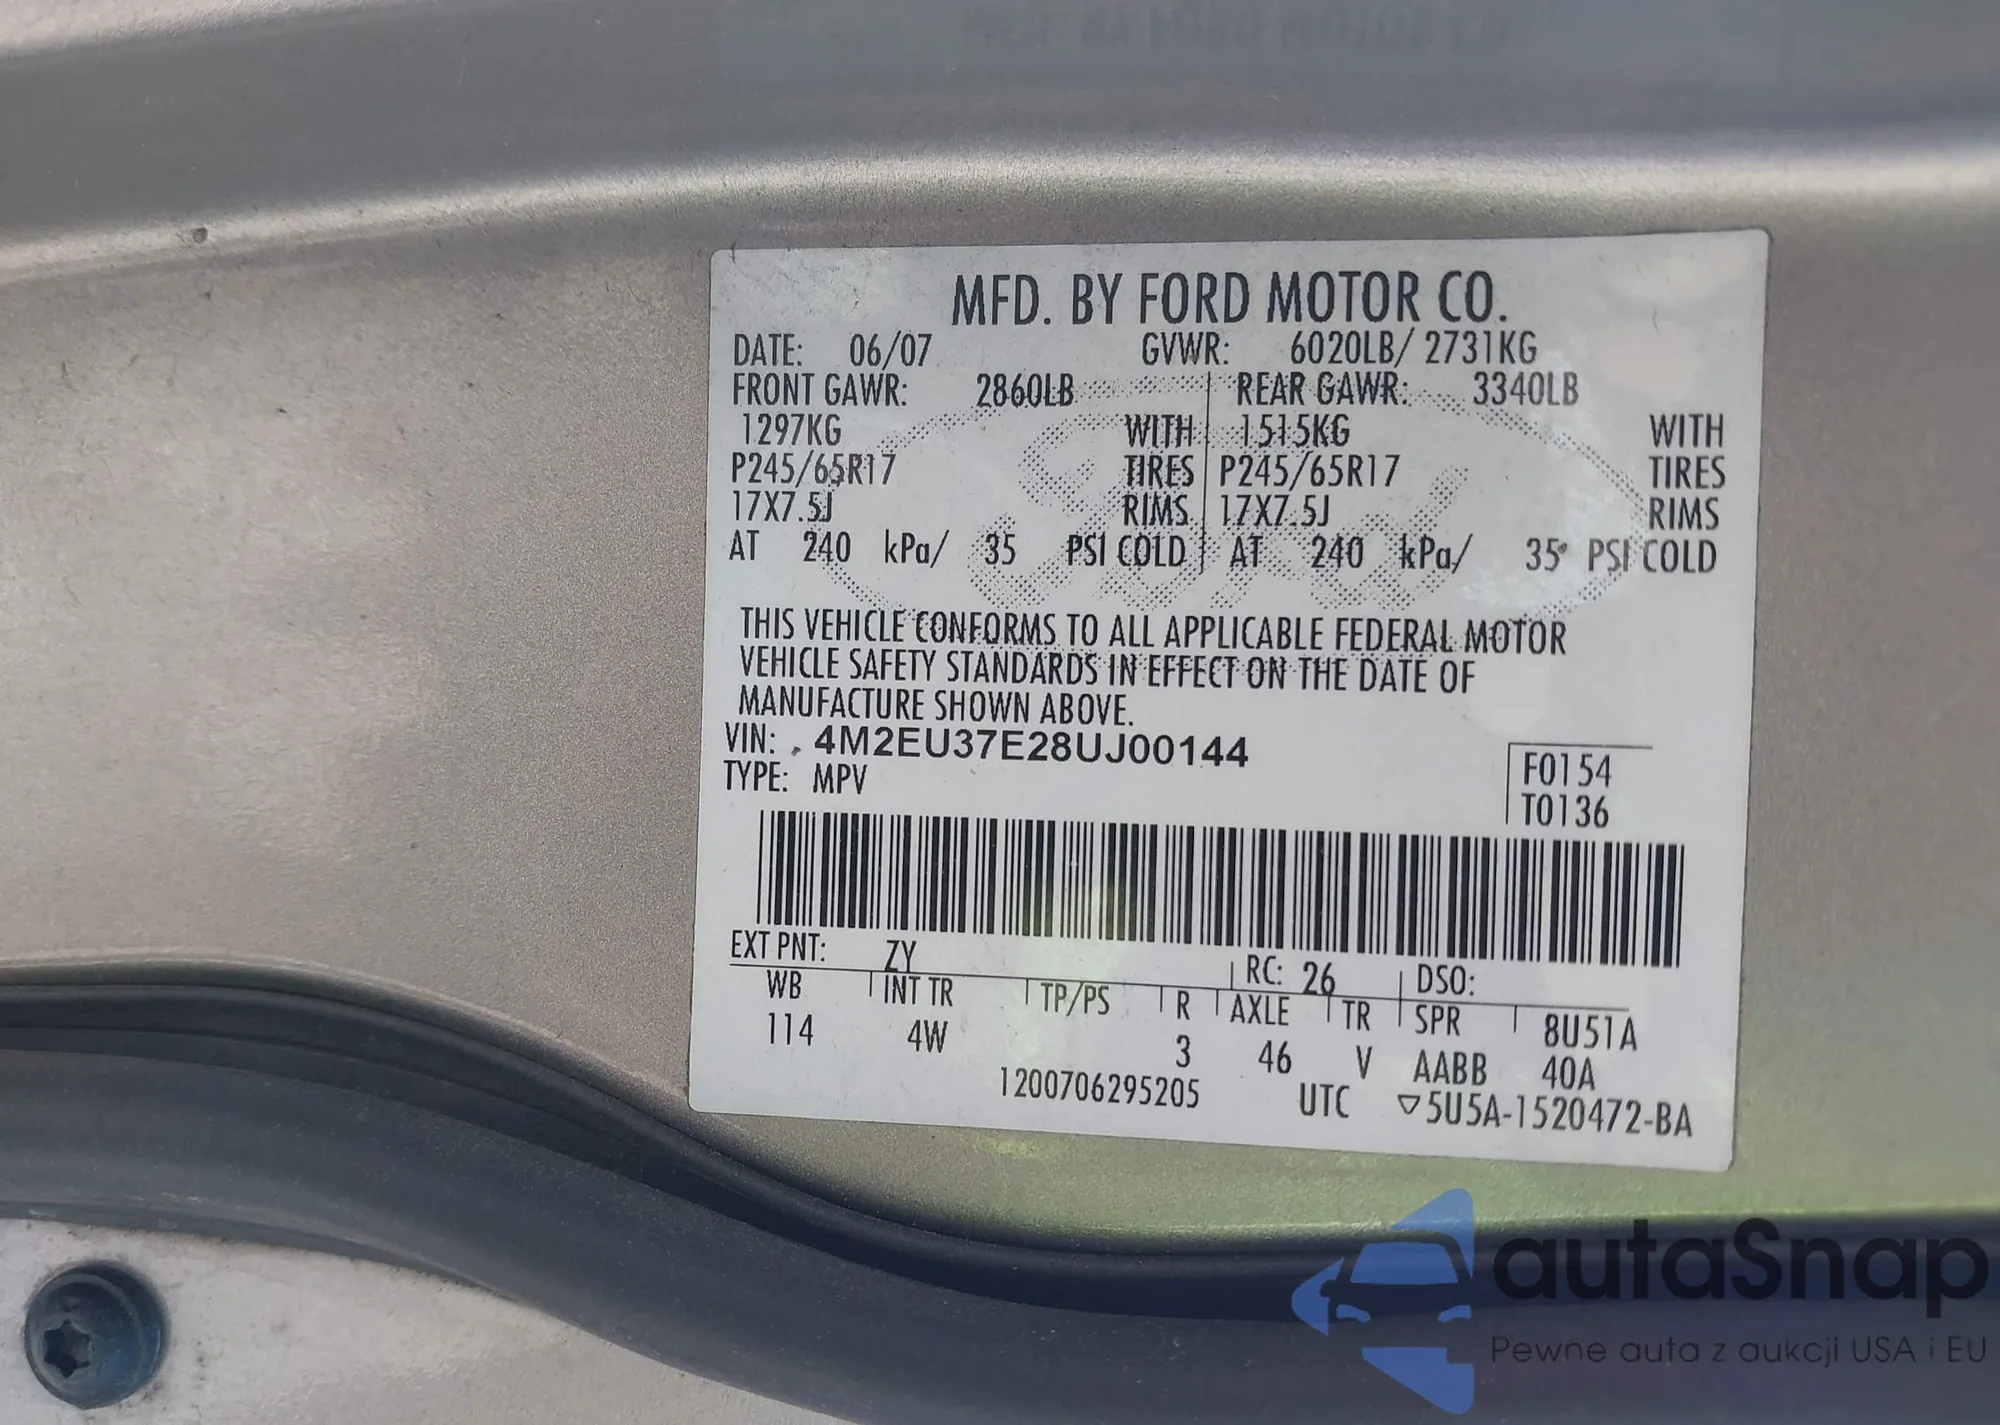 MFD. BY FORD MOTOR CO.
DATE: 06/07 GVWR: 6020LB/ 2731KG
FRONT GAWR: 2860LB REAR GAWR: 3340LB
1297KG WITH 1515KG WITH
P245/65R17 TIRES P245/65R17 TIRES
17X7.5J RIMS 17X7.5J RIMS
AT 240 kPa/ 35 PSI COLD AT 240 kPa/ 35 PSI COLD
THIS VEHICLE CONFORMS TO ALL APPLICABLE FEDERAL MOTOR
VEHICLE SAFETY STANDARDS IN EFFECT ON THE DATE OF
MANUFACTURE SHOWN ABOVE.
VIN: 4M2EU37E28UJ00144
TYPE: MPV
F0154
T0136
EXT PNT: ZY RC: 26 DSO:
WB INT TR TP/PS R AXLE TR SPR 8U51A
114 4W 3 46 V AABB 40A
1200706295205 UTC ▽5U5A-1520472-BA
autaSnap
Pewne auta z aukcji USA i EU